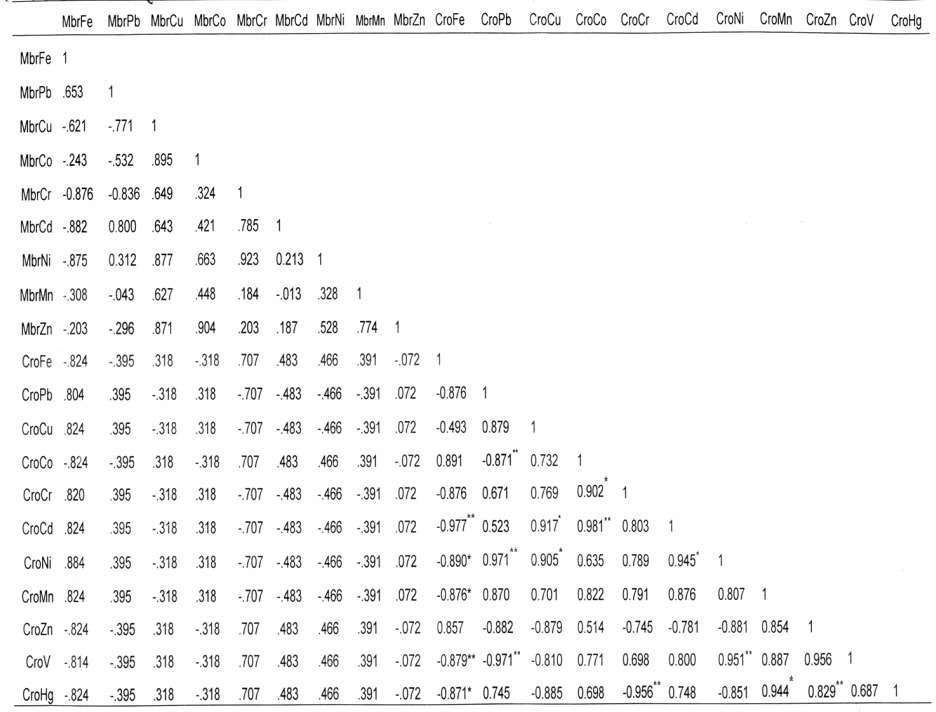 MbrFe MbrPb MbrCu MbrCo MbrCr MbrCd MbrNi MbrMn MbrZn CroFe CroPb CroCu CroCo CroCr CroCd CroNi CroMn CroZn CroV CroHg
MbrFe 1
MbrPb .653 1
MbrCu -.621 -.771 1
MbrCo -.243 -.532 .895 1
MbrCr -0.876 -0.836 .649 .324 1
MbrCd -.882 0.800 .643 .421 .785 1
MbrNi -.875 0.312 .877 .663 .923 0.213 1
MbrMn -.308 -.043 .627 .448 .184 -.013 .328 1
MbrZn -.203 -.296 .871 .904 .203 .187 .528 .774 1
CroFe -.824 -.395 .318 -.318 .707 .483 .466 .391 -.072 1
CroPb .804 .395 -.318 .318 -.707 -.483 -.466 -.391 .072 -0.876 1
CroCu .824 .395 -.318 .318 -.707 -.483 -.466 -.391 .072 -0.493 0.879 1
CroCo -.824 -.395 .318 -.318 .707 .483 .466 .391 -.072 0.891 -0.871** 0.732 1
CroCr .820 .395 -.318 .318 -.707 -.483 -.466 -.391 .072 -0.876 0.671 0.769 0.902* 1
CroCd .824 .395 -.318 .318 -.707 -.483 -.466 -.391 .072 -0.977** 0.523 0.917* 0.981** 0.803 1
CroNi .884 .395 -.318 .318 -.707 -.483 -.466 -.391 .072 -0.890* 0.971** 0.905* 0.635 0.789 0.945* 1
CroMn .824 .395 -.318 .318 -.707 -.483 -.466 -.391 .072 -0.876* 0.870 0.701 0.822 0.791 0.876 0.807 1
CroZn -.824 -.395 .318 -.318 .707 .483 .466 .391 -.072 0.857 -0.882 -0.879 0.514 -0.745 -0.781 -0.881 0.854 1
CroV -.814 -.395 .318 -.318 .707 .483 .466 .391 -.072 -0.879** -0.971** -0.810 0.771 0.698 0.800 0.951** 0.887 0.956 1
CroHg -.824 -.395 .318 -.318 .707 .483 .466 .391 -.072 -0.871* 0.745 -0.885 0.698 -0.956** 0.748 -0.851 0.944* 0.829** 0.687 1